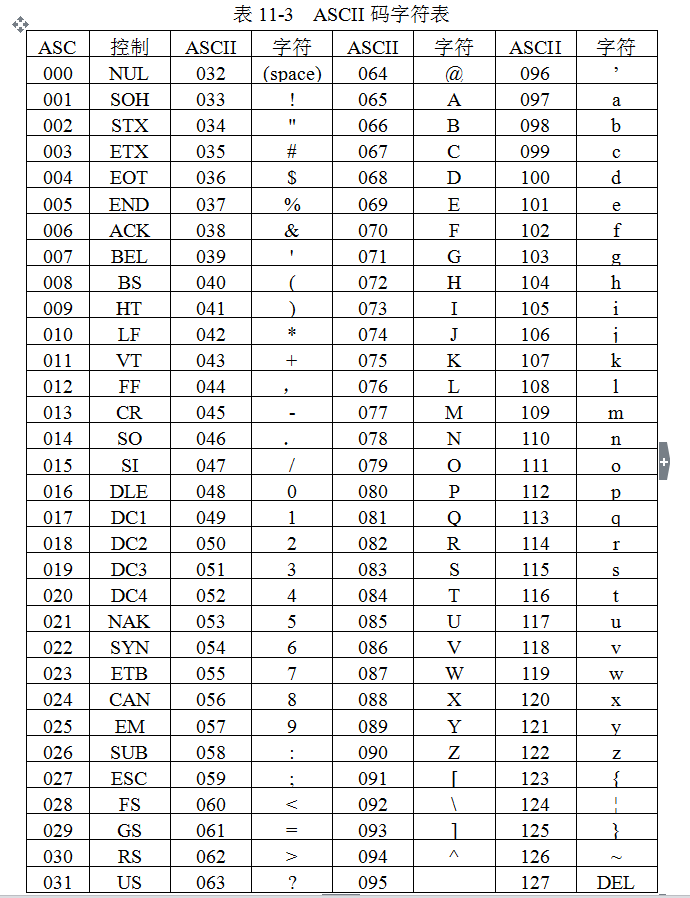 表 11-3 ASCII 码字符表
ASC 控制 ASCII 字符 ASCII 字符 ASCII 字符
000 NUL 032 (space) 064 @ 096 ’
001 SOH 033 ! 065 A 097 a
002 STX 034 " 066 B 098 b
003 ETX 035 # 067 C 099 c
004 EOT 036 $ 068 D 100 d
005 END 037 % 069 E 101 e
006 ACK 038 & 070 F 102 f
007 BEL 039 ' 071 G 103 g
008 BS 040 ( 072 H 104 h
009 HT 041 ) 073 I 105 i
010 LF 042 * 074 J 106 j
011 VT 043 + 075 K 107 k
012 FF 044 , 076 L 108 l
013 CR 045 - 077 M 109 m
014 SO 046 . 078 N 110 n
015 SI 047 / 079 O 111 o
016 DLE 048 0 080 P 112 p
017 DC1 049 1 081 Q 113 q
018 DC2 050 2 082 R 114 r
019 DC3 051 3 083 S 115 s
020 DC4 052 4 084 T 116 t
021 NAK 053 5 085 U 117 u
022 SYN 054 6 086 V 118 v
023 ETB 055 7 087 W 119 w
024 CAN 056 8 088 X 120 x
025 EM 057 9 089 Y 121 y
026 SUB 058 : 090 Z 122 z
027 ESC 059 ; 091 [ 123 {
028 FS 060 < 092 \ 124 ¦
029 GS 061 = 093 ] 125 }
030 RS 062 > 094 ^ 126 ~
031 US 063 ? 095 127 DEL